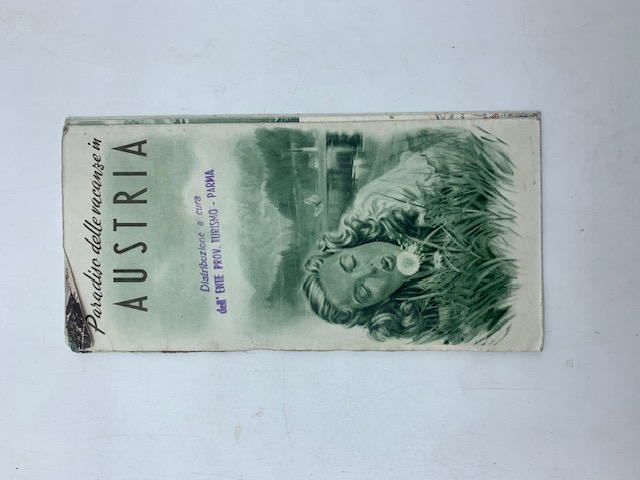 Paradiso delle vacanze in
AUSTRIA
Distribuzione a cura
dell' ENTE PROV. TURISMO - PARMA